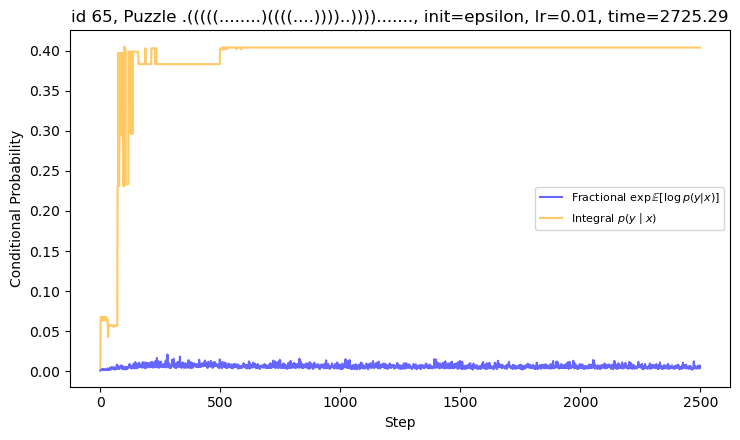 id 65, Puzzle .(((((........)((((....))))..))))......., init=epsilon, lr=0.01, time=2725.29
0.40
0.35
0.30
0.25
0.20
0.15
0.10
0.05
0.00
Conditional Probability
Fractional exp𝔼[log p(y|x)]
Integral p(y | x)
0 500 1000 1500 2000 2500
Step